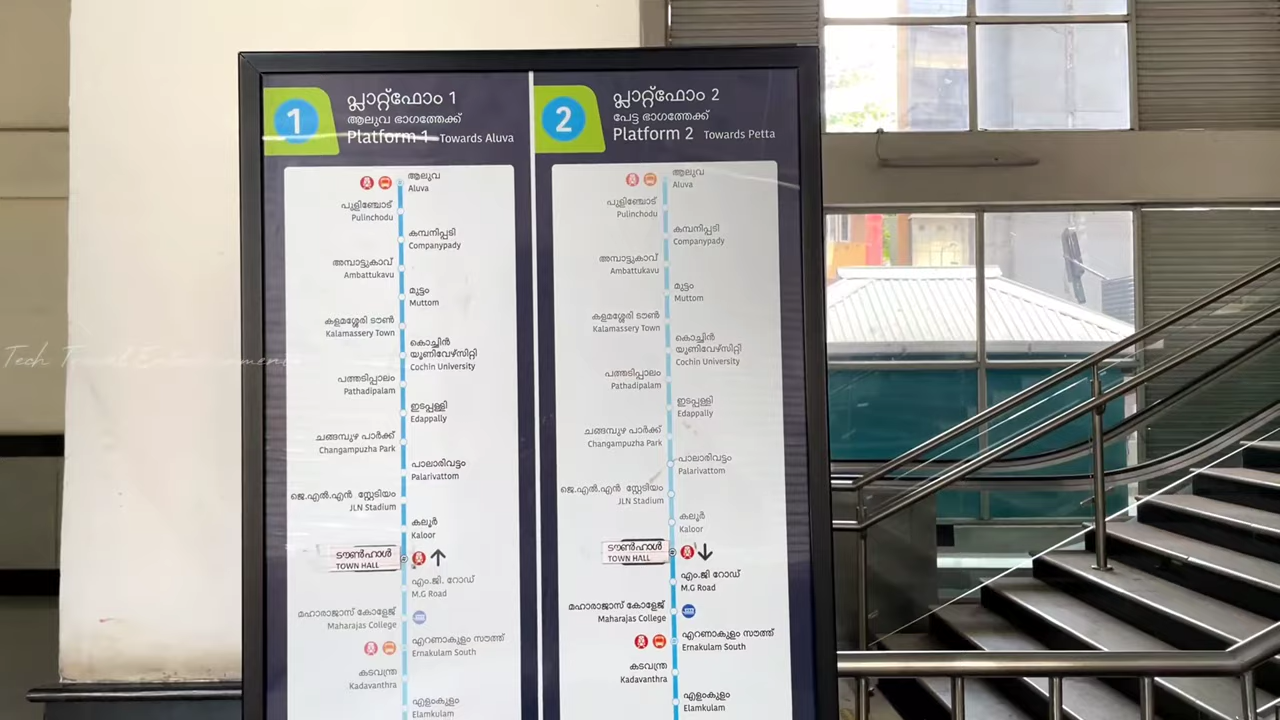 1
പ്ലാറ്റ്ഫോം 1
ആലുവ ഭാഗത്തേക്ക്
Platform 1 Towards Aluva
ആലുവ
Aluva
പുളിഞ്ചോട്
Pulinchodu
കമ്പനിപ്പടി
Companypady
അമ്പാട്ടുകാവ്
Ambattukavu
മുട്ടം
Muttom
കളമശ്ശേരി ടൗൺ
Kalamassery Town
കൊച്ചിൻ
യൂണിവേഴ്സിറ്റി
Cochin University
പത്തടിപ്പാലം
Pathadipalam
ഇടപ്പള്ളി
Edappally
ചങ്ങമ്പുഴ പാർക്ക്
Changampuzha Park
പാലാരിവട്ടം
Palarivattom
ജെ.എൽ.എൻ സ്റ്റേടിയം
JLN Stadium
കലൂർ
Kaloor
ടൗൺഹാൾ
TOWN HALL
എം.ജി. റോഡ്
M.G Road
മഹാരാജാസ് കോളേജ്
Maharajas College
എറണാകുളം സൗത്ത്
Ernakulam South
കടവന്ത്ര
Kadavanthra
എളംകുളം
Elamkulam
2
പ്ലാറ്റ്ഫോം 2
പേട്ട ഭാഗത്തേക്ക്
Platform 2 Towards Petta
ആലുവ
Aluva
പുളിഞ്ചോട്
Pulinchodu
കമ്പനിപ്പടി
Companypady
അമ്പാട്ടുകാവ്
Ambattukavu
മുട്ടം
Muttom
കളമശ്ശേരി ടൗൺ
Kalamassery Town
കൊച്ചിൻ
യൂണിവേഴ്സിറ്റി
Cochin University
പത്തടിപ്പാലം
Pathadipalam
ഇടപ്പള്ളി
Edappally
ചങ്ങമ്പുഴ പാർക്ക്
Changampuzha Park
പാലാരിവട്ടം
Palarivattom
ജെ.എൽ.എൻ സ്റ്റേടിയം
JLN Stadium
കലൂർ
Kaloor
ടൗൺഹാൾ
TOWN HALL
എം.ജി റോഡ്
M.G Road
മഹാരാജാസ് കോളേജ്
Maharajas College
എറണാകുളം സൗത്ത്
Ernakulam South
കടവന്ത്ര
Kadavanthra
എളംകുളം
Elamkulam
Tech Travel